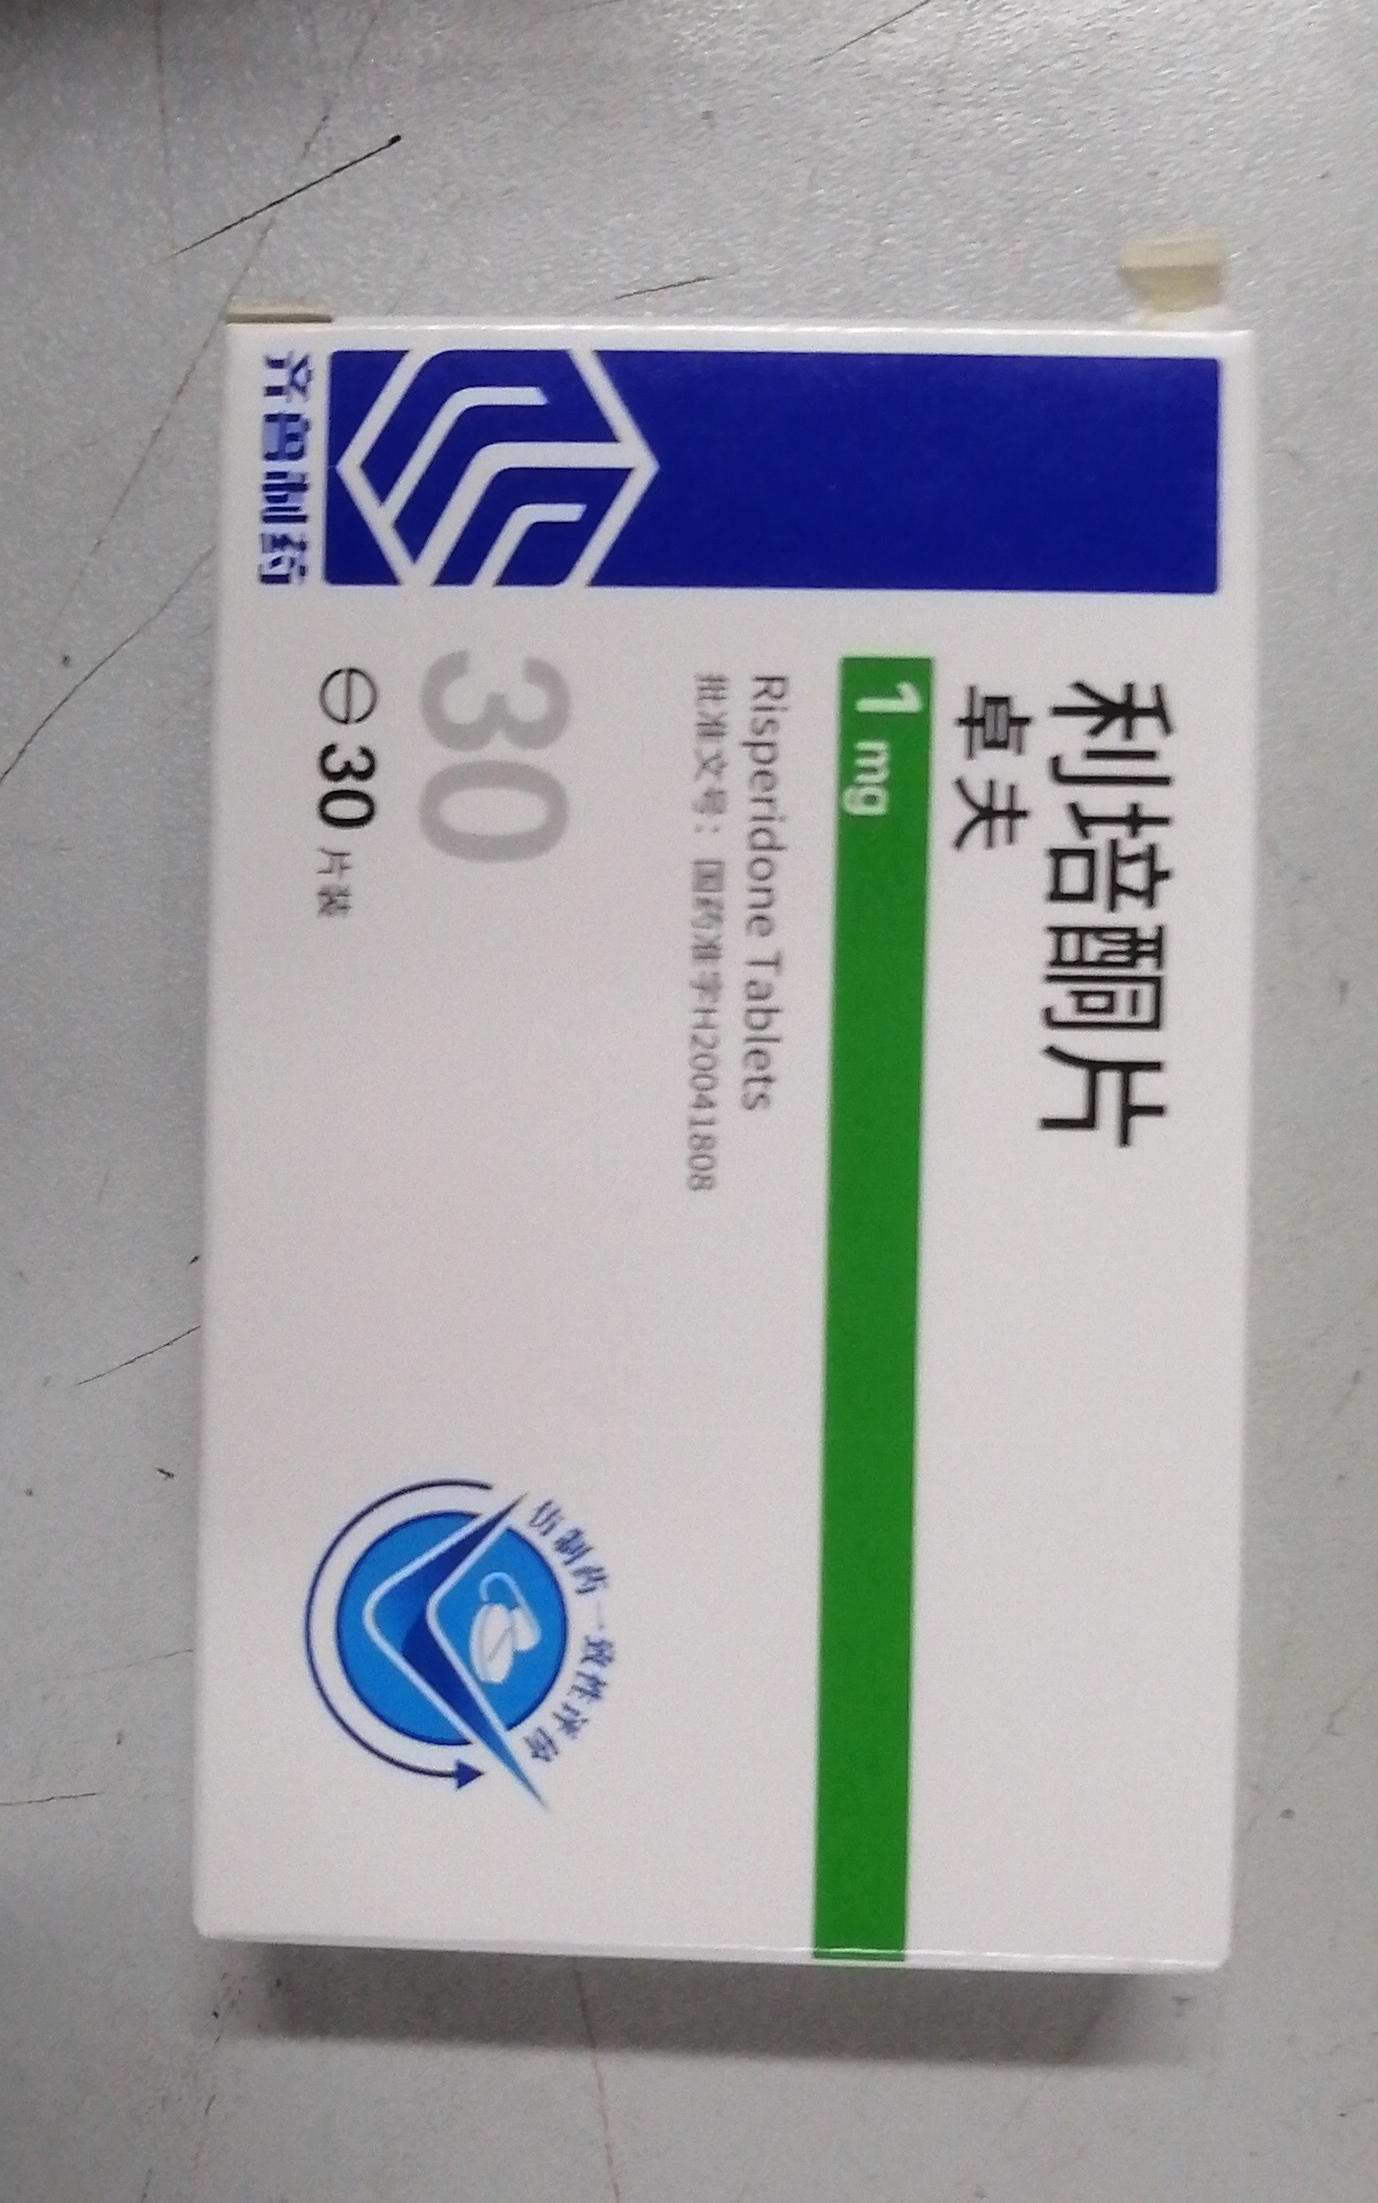 利培酮片
卓夫
1 mg
Risperidone Tablets
批准文号：国药准字H20041808
30
30 片装
齐鲁制药
仿制药一致性评价